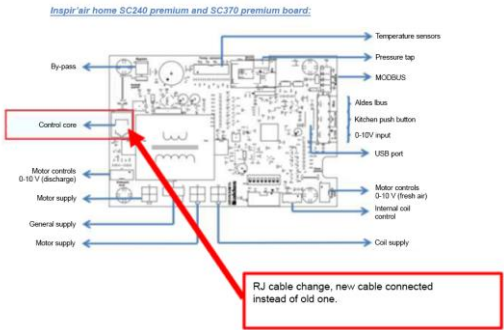 Inspir'air home SC240 premium and SC370 premium board:
Temperature sensors
Pressure tap
By-pass
MODBUS
Aldes Ibus
Kitchen push button
Control core
0-10V input
USB port
Motor controls
0-10 V (discharge)
Motor controls
0-10 V (fresh air)
Motor supply
Internal coil
control
General supply
Motor supply
Coil supply
RJ cable change, new cable connected
instead of old one.